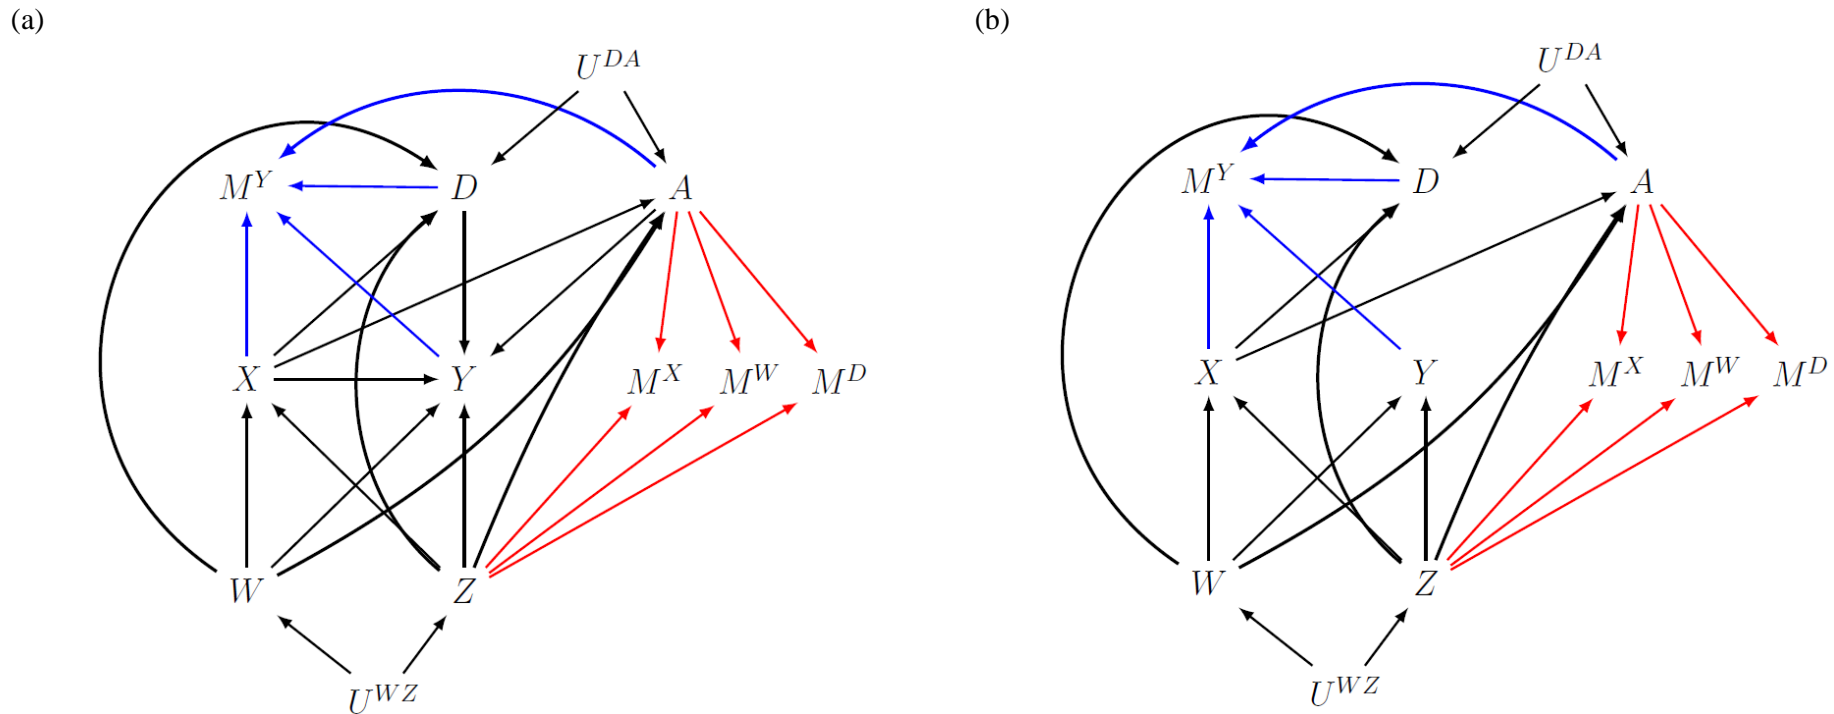 (a)
(b)
U^{DA}
M^Y D A
X Y M^X M^W M^D
W Z
U^{WZ}
U^{DA}
M^Y D A
X Y M^X M^W M^D
W Z
U^{WZ}